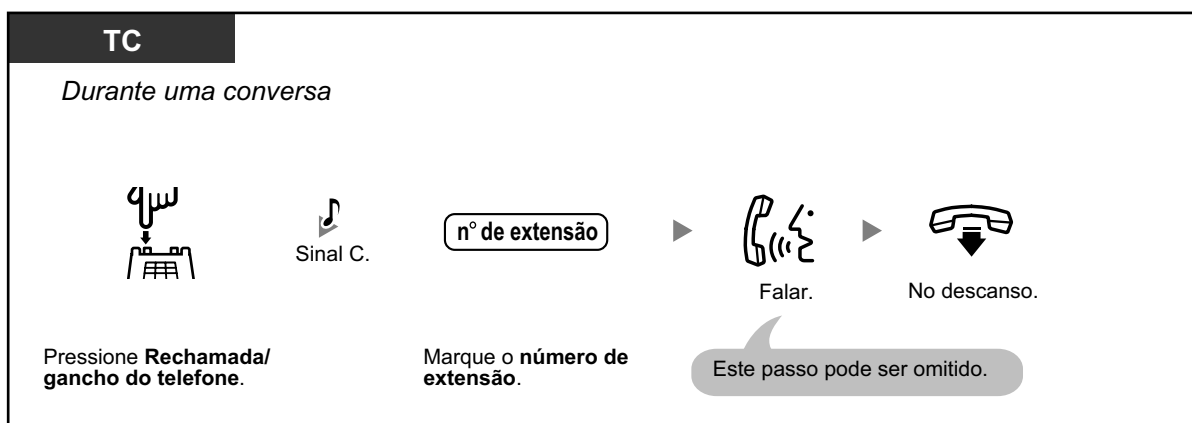 TC
Durante uma conversa
Sinal C.
n° de extensão
Falar.
No descanso.
Pressione Rechamada/
gancho do telefone.
Marque o número de
extensão.
Este passo pode ser omitido.